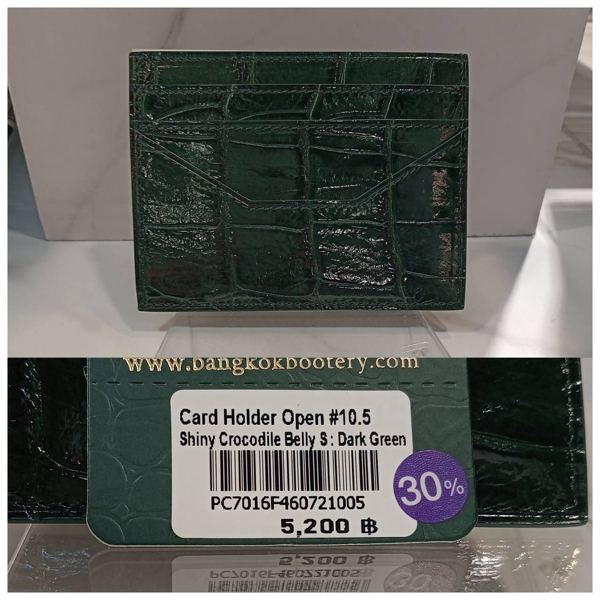 www.bangkokbootery.com
Card Holder Open #10.5
Shiny Crocodile Belly S : Dark Green
PC7016F460721005
5,200 ฿
30%